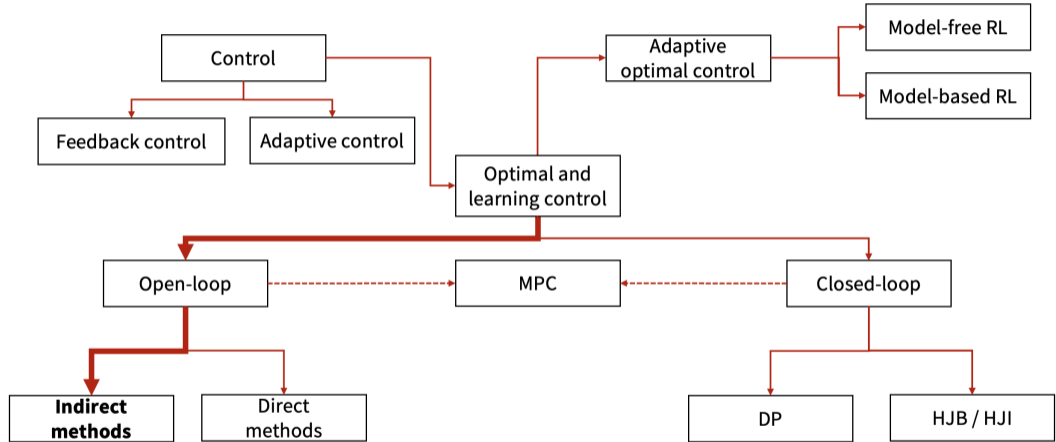 Model-free RL
Control
Adaptive
optimal control
Model-based RL
Feedback control
Adaptive control
Optimal and
learning control
Open-loop
MPC
Closed-loop
Indirect
methods
Direct
methods
DP
HJB / HJI